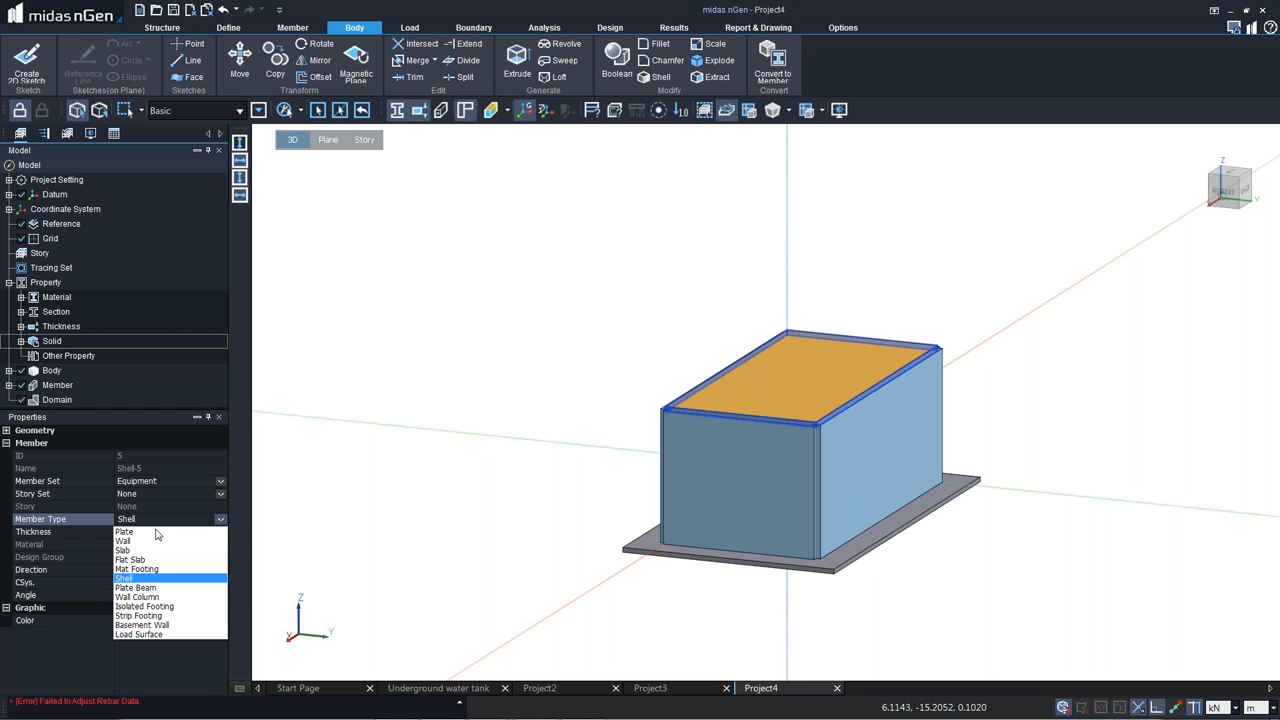 midas nGen
midas nGen - Project4
Structure Define Member Body Load Boundary Analysis Design Results Report & Drawing Options
Create 2D Sketch
Sketch
Reference Line
Arc
Circle
Ellipse
Sketches(on Plane)
Point
Line
Face
Sketches
Move
Copy
Rotate
Mirror
Offset
Magnetic Plane
Transform
Intersect Extend
Merge Divide
Trim Split
Edit
Extrude
Revolve
Sweep
Loft
Generate
Boolean
Fillet Scale
Chamfer Explode
Shell Extract
Modify
Convert to Member
Convert
Basic
3D Plane Story
Model
Model
Project Setting
Datum
Coordinate System
Reference
Grid
Story
Tracing Set
Property
Material
Section
Thickness
Solid
Other Property
Body
Member
Domain
Properties
Geometry
Member
ID 5
Name Shell-5
Member Set Equipment
Story Set None
Story None
Member Type Shell
Thickness
Material
Design Group
Direction
CSys.
Angle
Graphic
Color
Plate
Wall
Slab
Flat Slab
Mat Footing
Shell
Plate Beam
Wall Column
Isolated Footing
Strip Footing
Basement Wall
Load Surface
Z
RIGHT
Y
Z
X
Y
Start Page Underground water tank Project2 Project3 Project4
> [Error] Failed to Adjust Rebar Data.
6.1143, -15.2052, 0.1020
kN
m